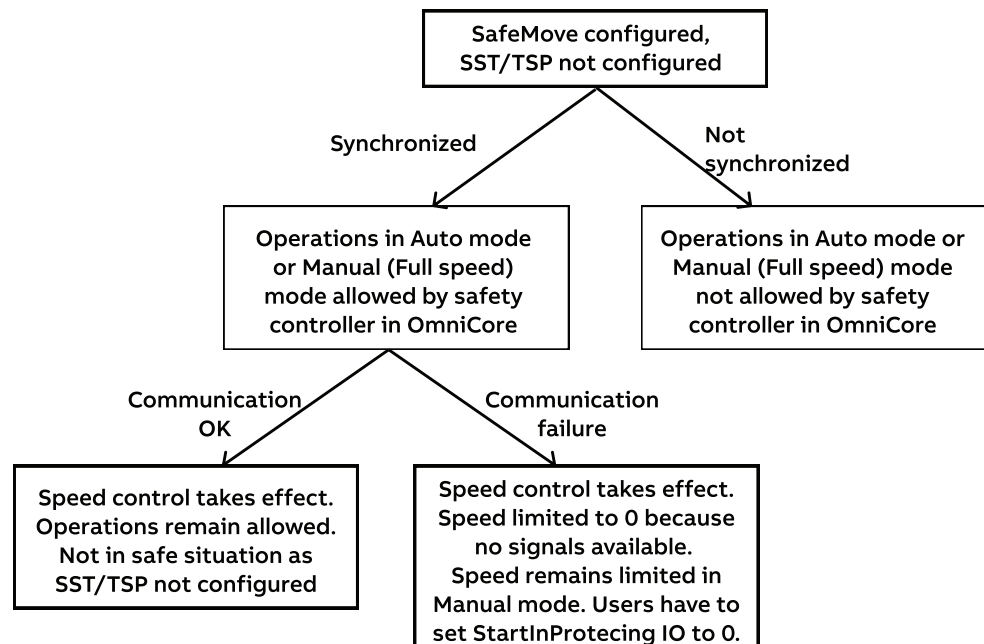 SafeMove configured,
SST/TSP not configured
Synchronized
Not
synchronized
Operations in Auto mode
or Manual (Full speed)
mode allowed by safety
controller in OmniCore
Operations in Auto mode or
Manual (Full speed) mode
not allowed by safety
controller in OmniCore
Communication
OK
Communication
failure
Speed control takes effect.
Operations remain allowed.
Not in safe situation as
SST/TSP not configured
Speed control takes effect.
Speed limited to 0 because
no signals available.
Speed remains limited in
Manual mode. Users have to
set StartInProtecing IO to 0.